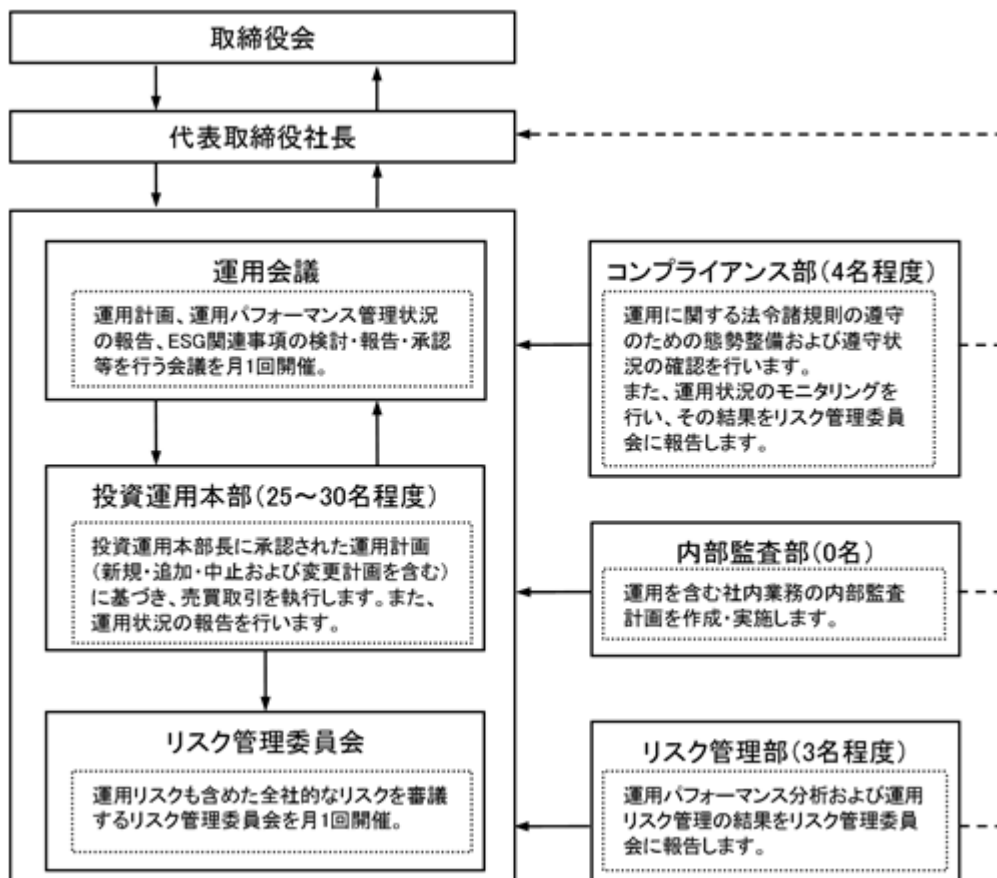 取締役会
代表取締役社長
運用会議
運用計画、運用パフォーマンス管理状況
の報告、ESG関連事項の検討・報告・承認
等を行う会議を月1回開催。
投資運用本部(25～30名程度)
投資運用本部長に承認された運用計画
(新規・追加・中止および変更計画を含む)
に基づき、売買取引を執行します。また、
運用状況の報告を行います。
リスク管理委員会
運用リスクも含めた全社的なリスクを審議
するリスク管理委員会を月1回開催。
コンプライアンス部(4名程度)
運用に関する法令諸規則の遵守
のための態勢整備および遵守状
況の確認を行います。
また、運用状況のモニタリングを
行い、その結果をリスク管理委員
会に報告します。
内部監査部(0名)
運用を含む社内業務の内部監査
計画を作成・実施します。
リスク管理部(3名程度)
運用パフォーマンス分析および運用
リスク管理の結果をリスク管理委員
会に報告します。